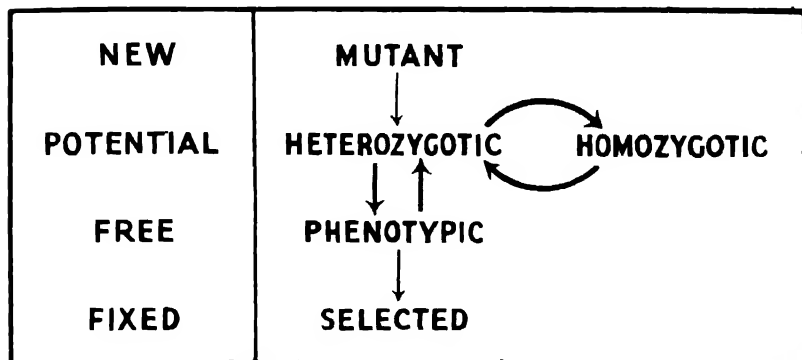 NEW MUTANT
POTENTIAL HETEROZYGOTIC HOMOZYGOTIC
FREE PHENOTYPIC
FIXED SELECTED